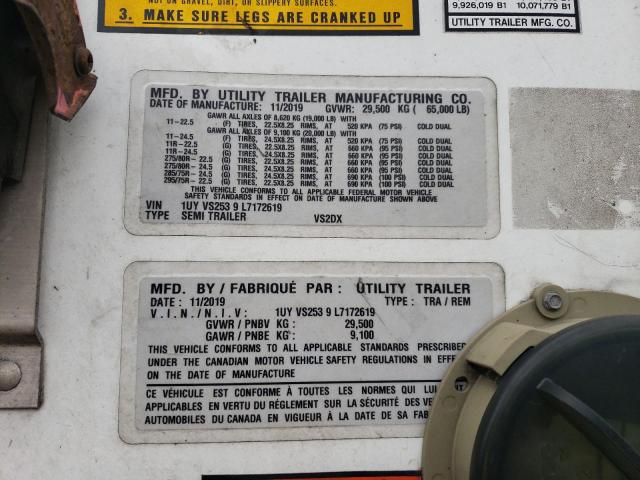 NOT ON GRAVEL, DIRT, OR SLIPPERY SURFACES.
3. MAKE SURE LEGS ARE CRANKED UP
9,926,019 B1 10,071,779 B1
UTILITY TRAILER MFG. CO.
MFD. BY UTILITY TRAILER MANUFACTURING CO.
DATE OF MANUFACTURE: 11/2019 GVWR: 29,500 KG ( 65,000 LB)
GAWR ALL AXLES OF 8,620 KG (19,000 LB) WITH
11-22.5 (F) TIRES, 22.5X8.25 RIMS, AT 520 KPA (75 PSI) COLD DUAL
GAWR ALL AXLES OF 9,100 KG (20,000 LB) WITH
11-24.5 (F) TIRES, 24.5X8.25 RIMS, AT 520 KPA (75 PSI) COLD DUAL
11R-22.5 (G) TIRES, 22.5X8.25 RIMS, AT 660 KPA (95 PSI) COLD DUAL
11R-24.5 (G) TIRES, 24.5X8.25 RIMS, AT 660 KPA (95 PSI) COLD DUAL
275/80R-22.5 (G) TIRES, 22.5X8.25 RIMS, AT 660 KPA (95 PSI) COLD DUAL
275/80R-24.5 (G) TIRES, 24.5X8.25 RIMS, AT 660 KPA (95 PSI) COLD DUAL
285/75R-24.5 (G) TIRES, 24.5X8.25 RIMS, AT 690 KPA (100 PSI) COLD DUAL
295/75R-22.5 (G) TIRES, 22.5X8.25 RIMS, AT 690 KPA (100 PSI) COLD DUAL
THIS VEHICLE CONFORMS TO ALL APPLICABLE FEDERAL MOTOR VEHICLE
SAFETY STANDARDS IN EFFECT ON DATE OF MANUFACTURE SHOWN ABOVE
VIN 1UY VS253 9 L7172619
TYPE SEMI TRAILER VS2DX
MFD. BY / FABRIQUÉ PAR : UTILITY TRAILER
DATE : 11/2019 TYPE : TRA / REM
V.I.N./N.I.V: 1UY VS253 9 L7172619
GVWR / PNBV KG : 29,500
GAWR / PNBE KG : 9,100
THIS VEHICLE CONFORMS TO ALL APPLICABLE STANDARDS PRESCRIBED
UNDER THE CANADIAN MOTOR VEHICLE SAFETY REGULATIONS IN EFFE
ON THE DATE OF MANUFACTURE
CE VÉHICULE EST CONFORME À TOUTES LES NORMES QUI LUI
APPLICABLES EN VERTU DU RÉGLEMENT SUR LA SÉCURITÉ DES VE
AUTOMOBILES DU CANADA EN VIGUEUR À LA DATE DE SA FAB